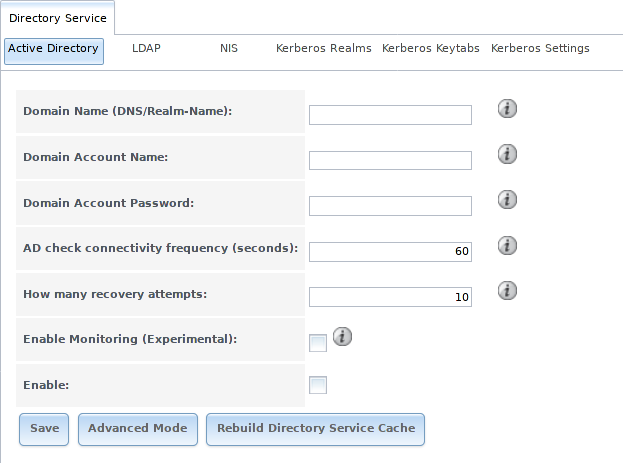 Directory Service
Active Directory LDAP NIS Kerberos Realms Kerberos Keytabs Kerberos Settings
Domain Name (DNS/Realm-Name):
Domain Account Name:
Domain Account Password:
AD check connectivity frequency (seconds): 60
How many recovery attempts: 10
Enable Monitoring (Experimental):
Enable:
Save Advanced Mode Rebuild Directory Service Cache